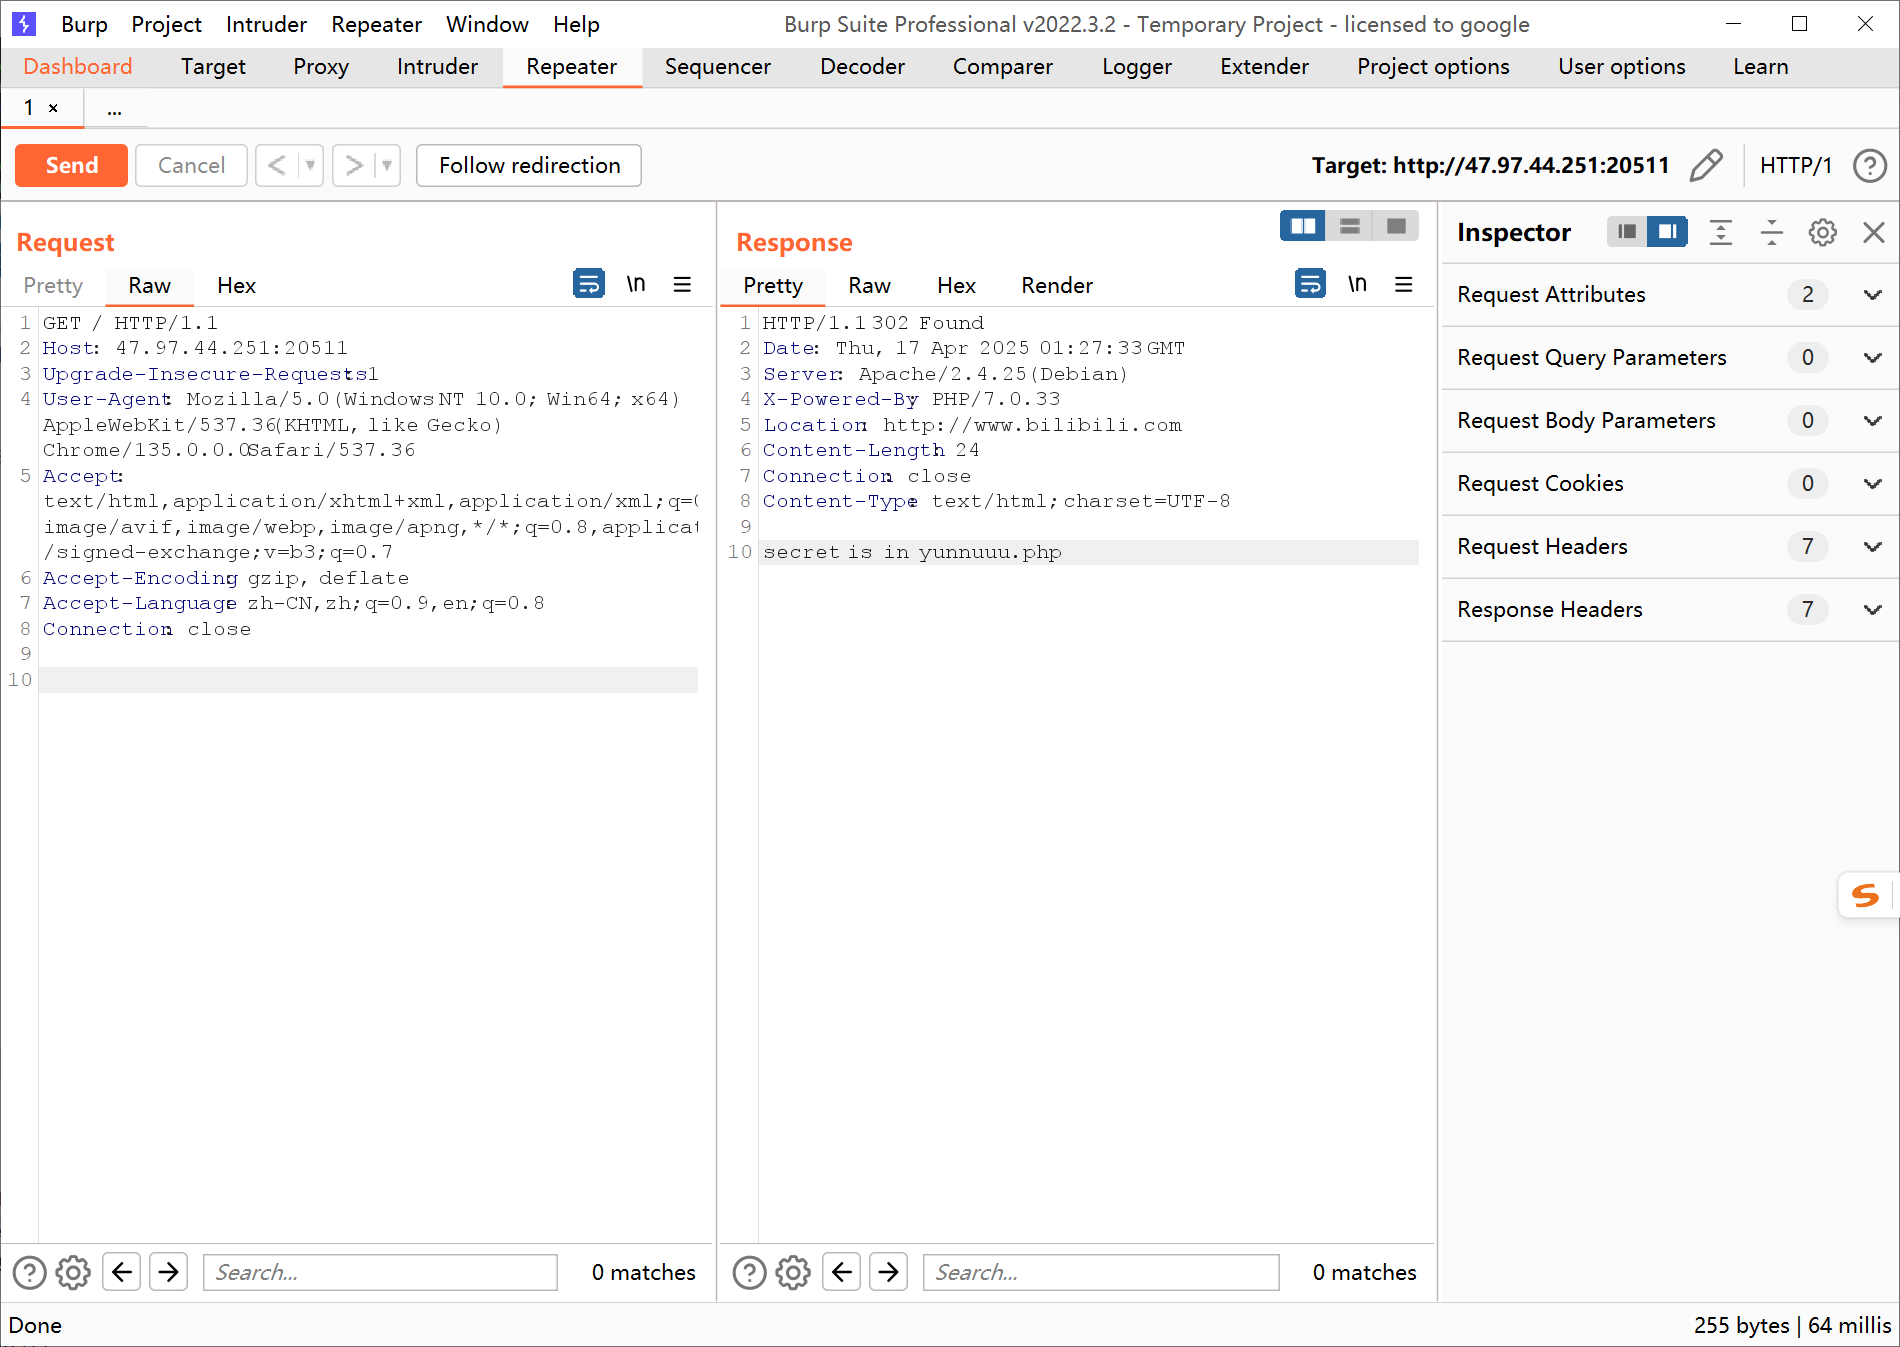 Burp Project Intruder Repeater Window Help Burp Suite Professional v2022.3.2 - Temporary Project - licensed to google
Dashboard Target Proxy Intruder Repeater Sequencer Decoder Comparer Logger Extender Project options User options Learn
1 × ...
Send Cancel < > Follow redirection Target: http://47.97.44.251:20511 HTTP/1 ?
Request
Pretty Raw Hex \n
1 GET / HTTP/1.1
2 Host: 47.97.44.251:20511
3 Upgrade-Insecure-Requests: 1
4 User-Agent: Mozilla/5.0 (Windows NT 10.0; Win64; x64)
AppleWebKit/537.36 (KHTML, like Gecko)
Chrome/135.0.0.0 Safari/537.36
5 Accept:
text/html,application/xhtml+xml,application/xml;q=
image/avif,image/webp,image/apng,*/*;q=0.8,applicat
/signed-exchange;v=b3;q=0.7
6 Accept-Encoding: gzip, deflate
7 Accept-Language: zh-CN,zh;q=0.9,en;q=0.8
8 Connection: close
9
10
Search... 0 matches
Response
Pretty Raw Hex Render \n
1 HTTP/1.1 302 Found
2 Date: Thu, 17 Apr 2025 01:27:33 GMT
3 Server: Apache/2.4.25 (Debian)
4 X-Powered-By: PHP/7.0.33
5 Location: http://www.bilibili.com
6 Content-Length: 24
7 Connection: close
8 Content-Type: text/html; charset=UTF-8
9
10 secret is in yunnuuu.php
Search... 0 matches
Inspector
Request Attributes 2
Request Query Parameters 0
Request Body Parameters 0
Request Cookies 0
Request Headers 7
Response Headers 7
Done 255 bytes | 64 millis